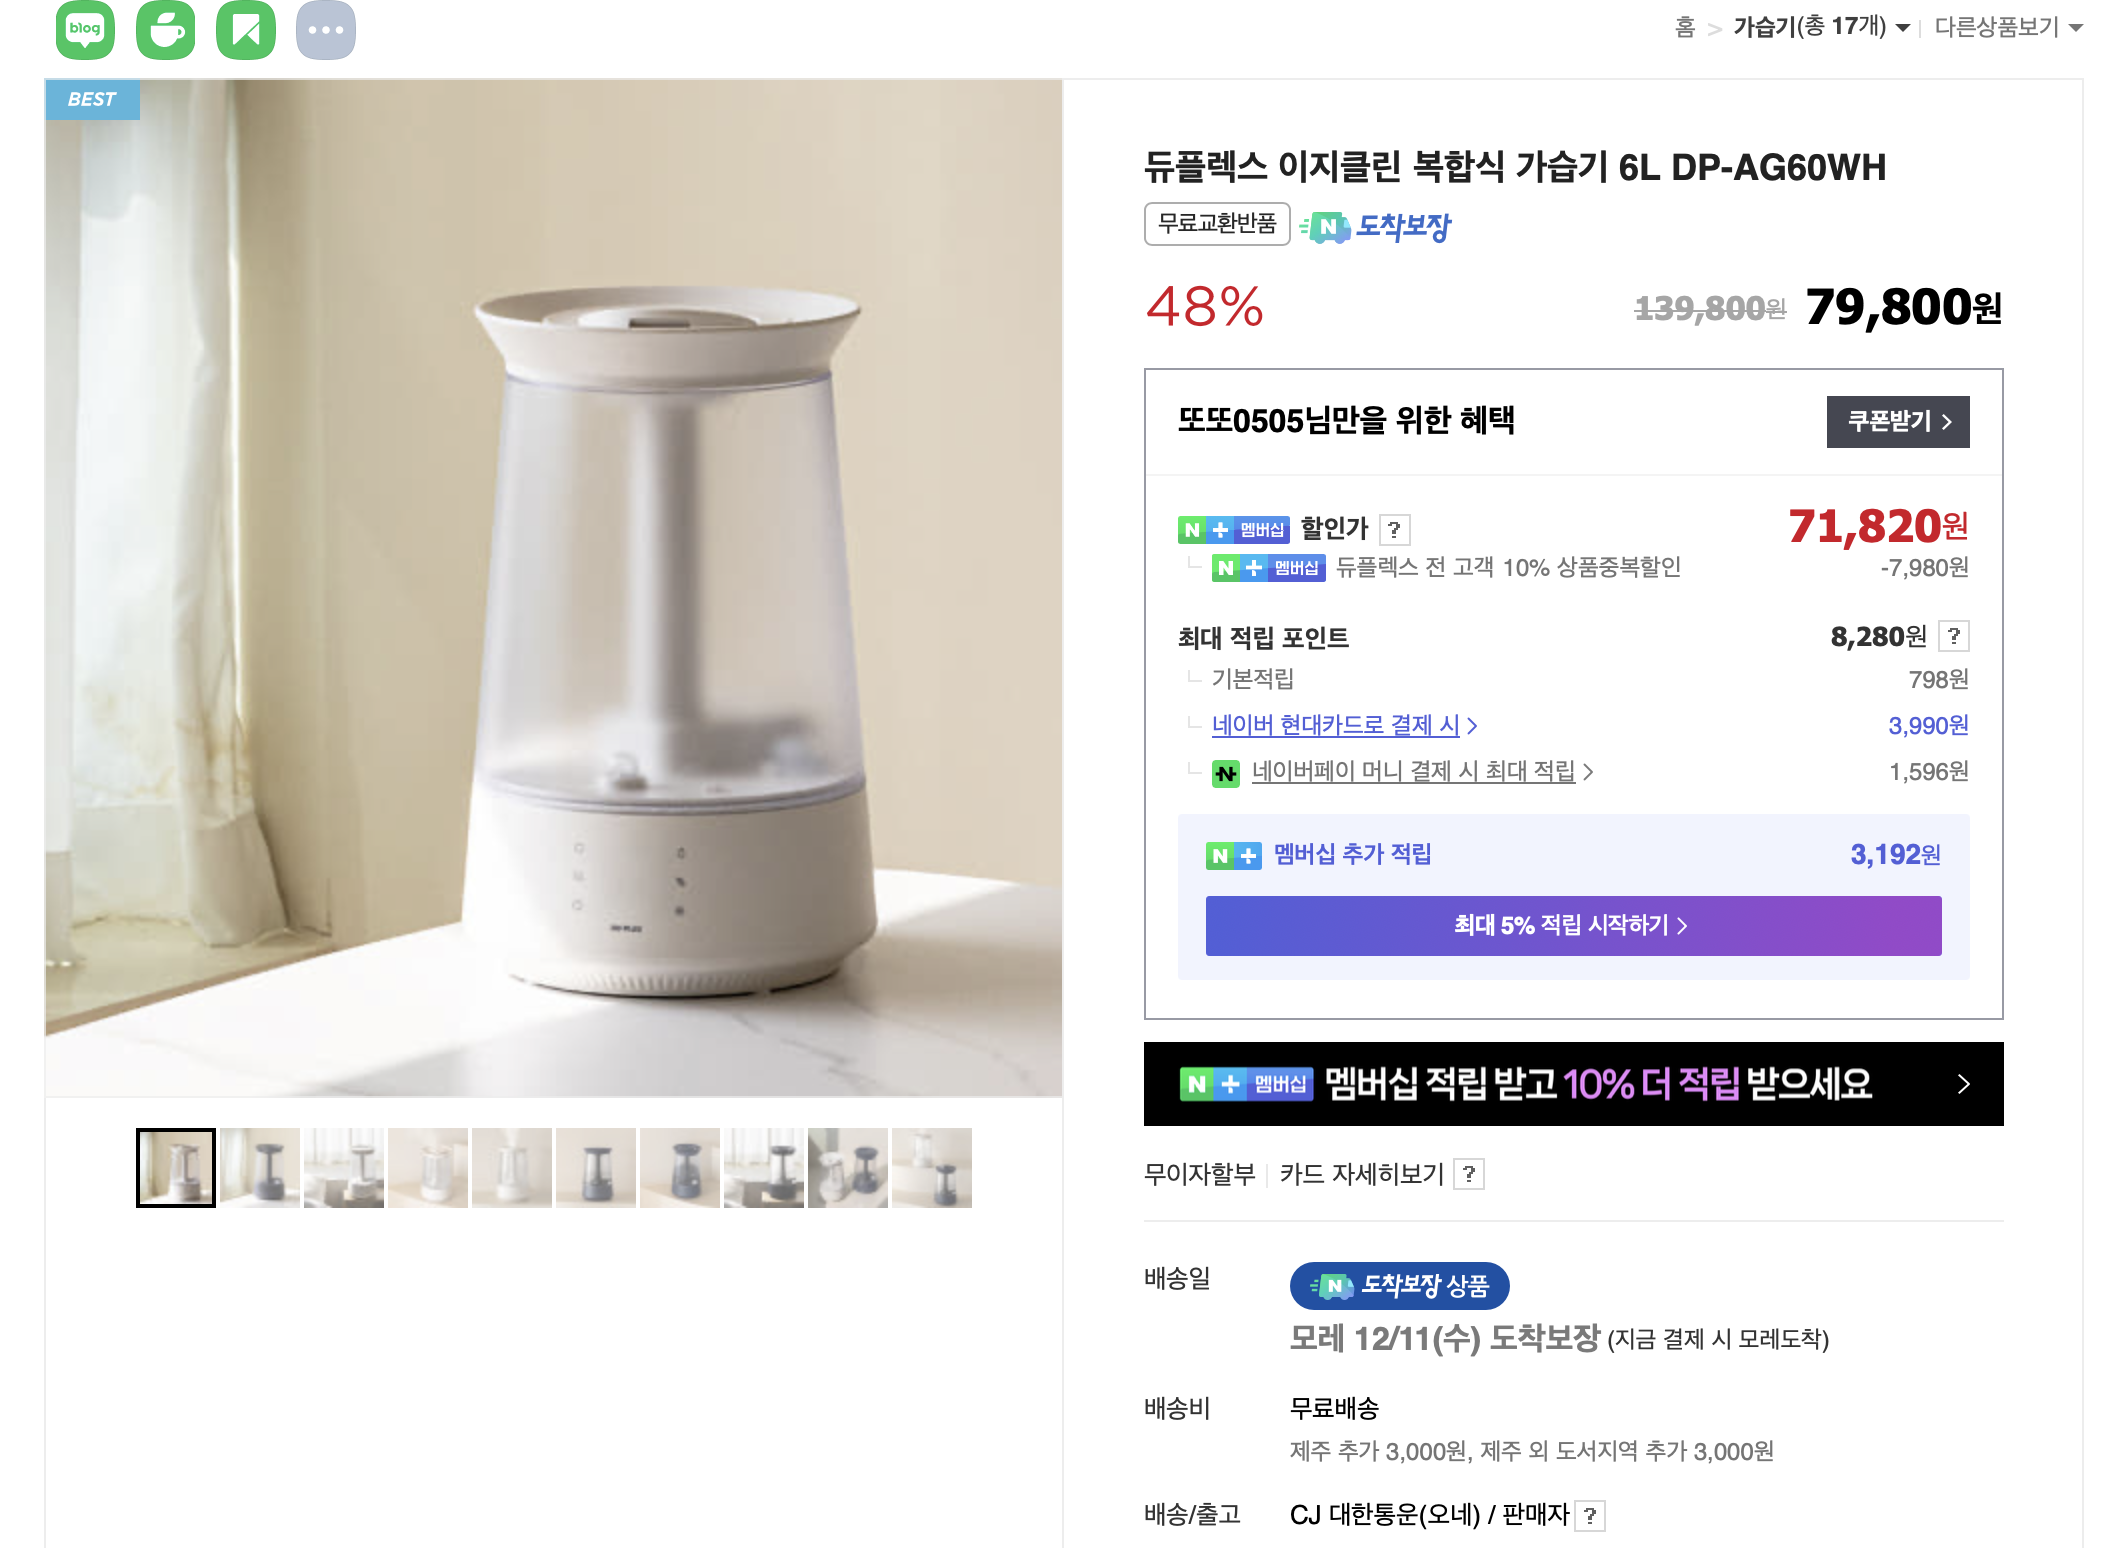 blog
홈 > 가습기(총 17개) 다른상품보기
BEST
듀플렉스 이지클린 복합식 가습기 6L DP-AG60WH
무료교환반품 N 도착보장
48% 139,800원 79,800원
또또0505님만을 위한 혜택 쿠폰받기 >
N + 멤버십 할인가 ? 71,820원
N + 멤버십 듀플렉스 전 고객 10% 상품중복할인 -7,980원
최대 적립 포인트 8,280원 ?
기본적립 798원
네이버 현대카드로 결제 시 > 3,990원
N 네이버페이 머니 결제 시 최대 적립 > 1,596원
N + 멤버십 추가 적립 3,192원
최대 5% 적립 시작하기 >
N + 멤버십 멤버십 적립 받고 10% 더 적립 받으세요 >
무이자할부 카드 자세히보기 ?
배송일 N 도착보장 상품
모레 12/11(수) 도착보장 (지금 결제 시 모레도착)
배송비 무료배송
제주 추가 3,000원, 제주 외 도서지역 추가 3,000원
배송/출고 CJ 대한통운(오네) / 판매자 ?